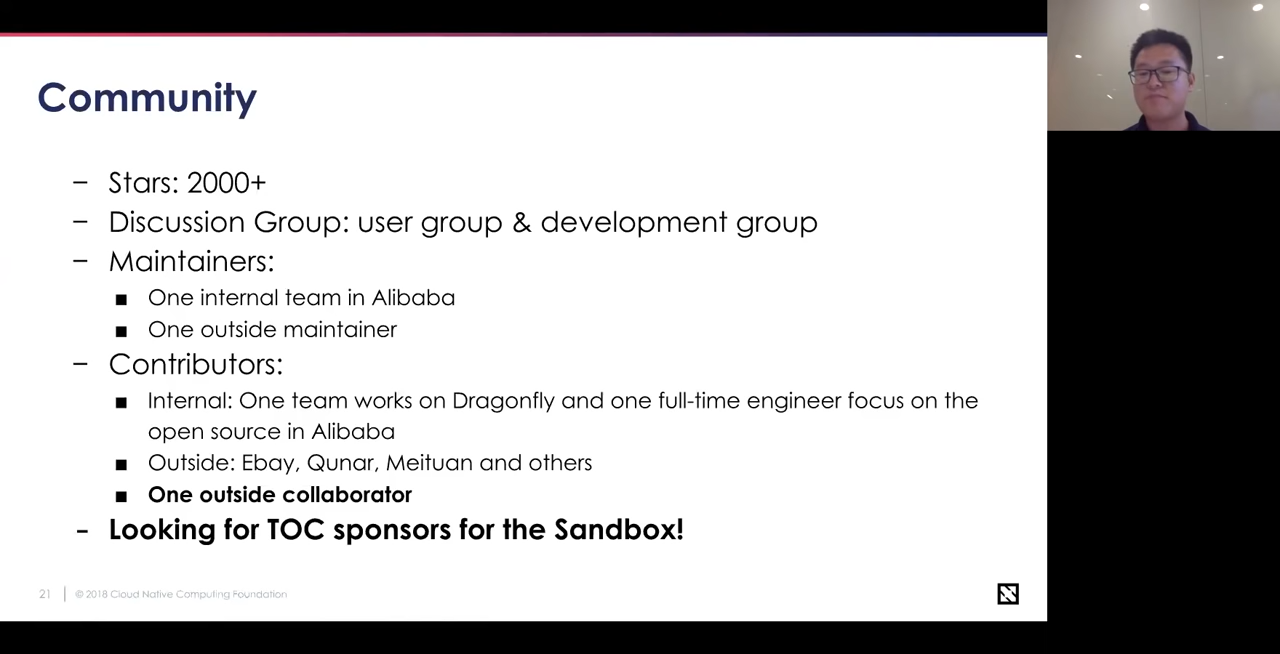 Community
– Stars: 2000+
– Discussion Group: user group & development group
– Maintainers:
■ One internal team in Alibaba
■ One outside maintainer
– Contributors:
■ Internal: One team works on Dragonfly and one full-time engineer focus on the
open source in Alibaba
■ Outside: Ebay, Qunar, Meituan and others
■ One outside collaborator
– Looking for TOC sponsors for the Sandbox!
21 | © 2018 Cloud Native Computing Foundation